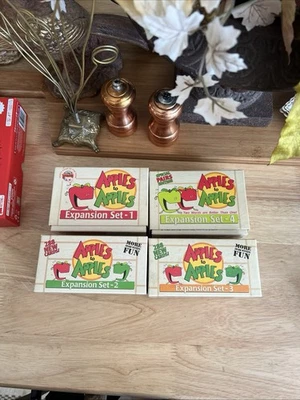 APPLES
to
APPLES
Expansion Set - 1
APPLES
to
APPLES
Expansion Set - 4
APPLES
to
APPLES
MORE
FUN
Expansion Set - 2
APPLES
to
APPLES
MORE
FUN
Expansion Set - 3